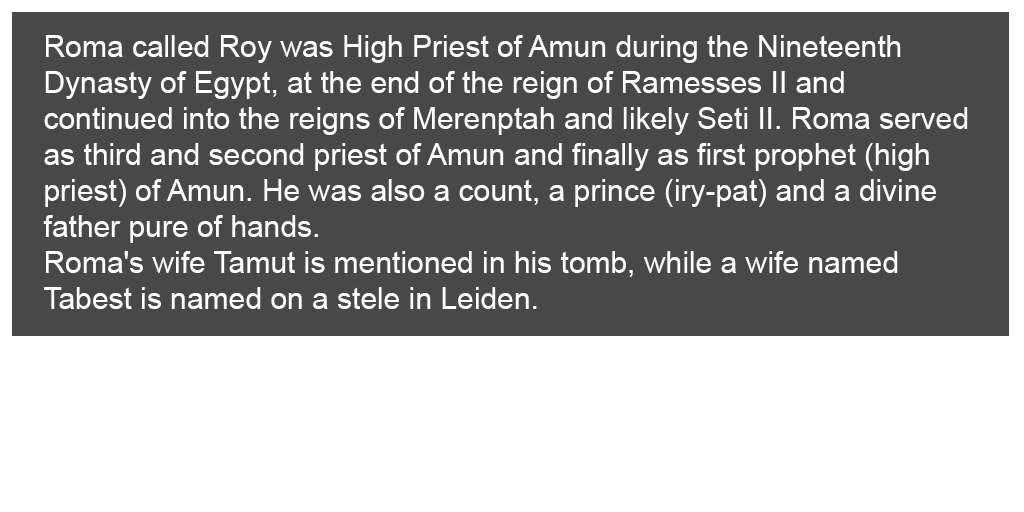 Roma called Roy was High Priest of Amun during the Nineteenth
Dynasty of Egypt, at the end of the reign of Ramesses II and
continued into the reigns of Merenptah and likely Seti II. Roma served
as third and second priest of Amun and finally as first prophet (high
priest) of Amun. He was also a count, a prince (iry-pat) and a divine
father pure of hands.
Roma's wife Tamut is mentioned in his tomb, while a wife named
Tabest is named on a stele in Leiden.